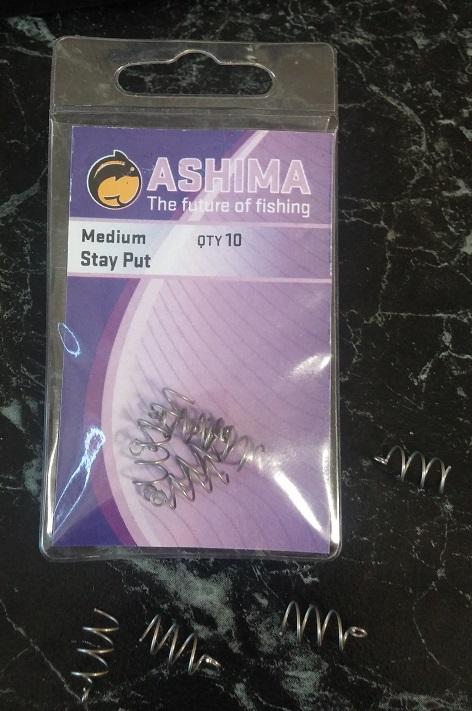 ASHIMA
The future of fishing
Medium QTY 10
Stay Put